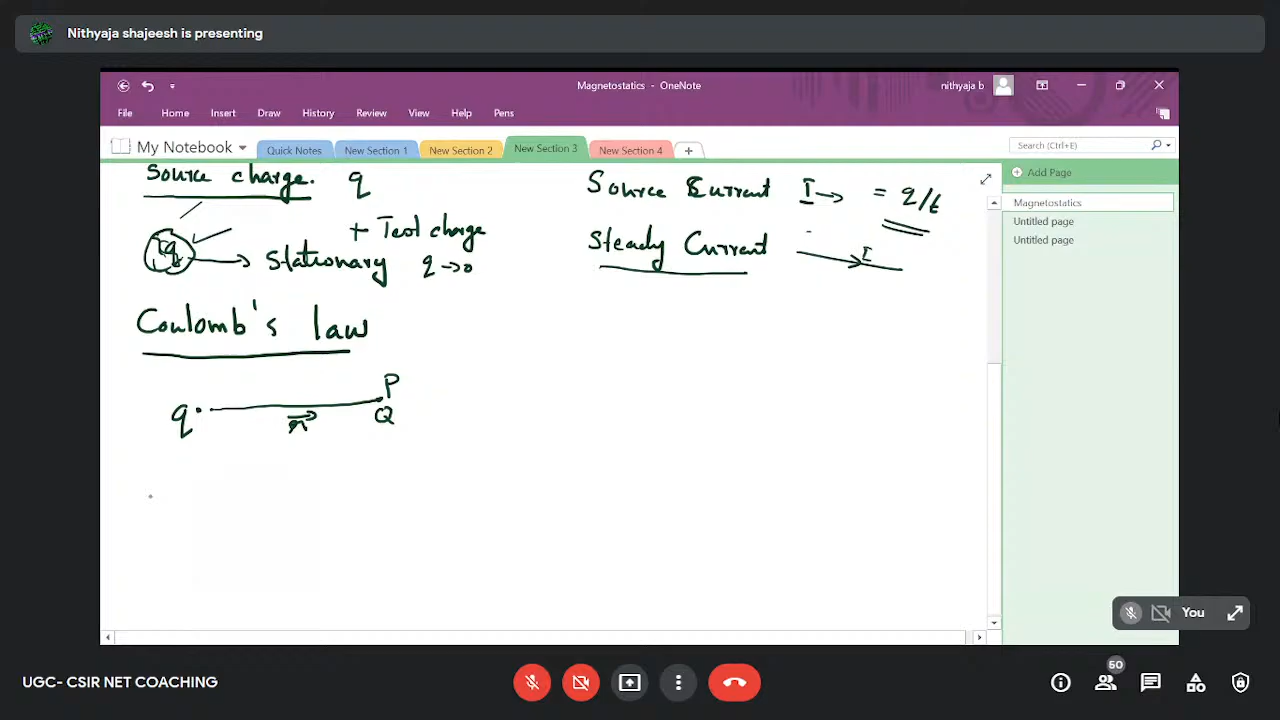 Nithyaja shajeesh is presenting
Magnetostatics - OneNote
nithyaja b
File Home Insert Draw History Review View Help Pens
My Notebook
Quick Notes New Section 1 New Section 2 New Section 3 New Section 4 +
Search (Ctrl+E)
Add Page
Magnetostatics
Untitled page
Untitled page
Source charge. q
+ Test charge
q → Stationary q→0
Coulomb's law
q P
r Q
Source Current I→ = q/t
Steady Current I
You
UGC- CSIR NET COACHING
50